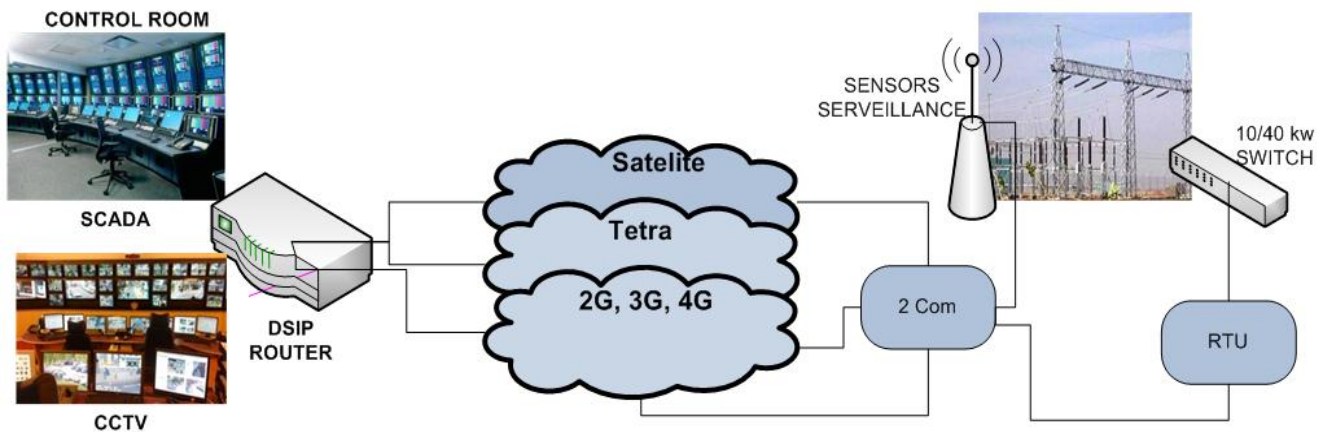 CONTROL ROOM
SCADA
CCTV
DSIP
ROUTER
Satelite
Tetra
2G, 3G, 4G
SENSORS
SERVEILLANCE
2 Com
10/40 kw
SWITCH
RTU